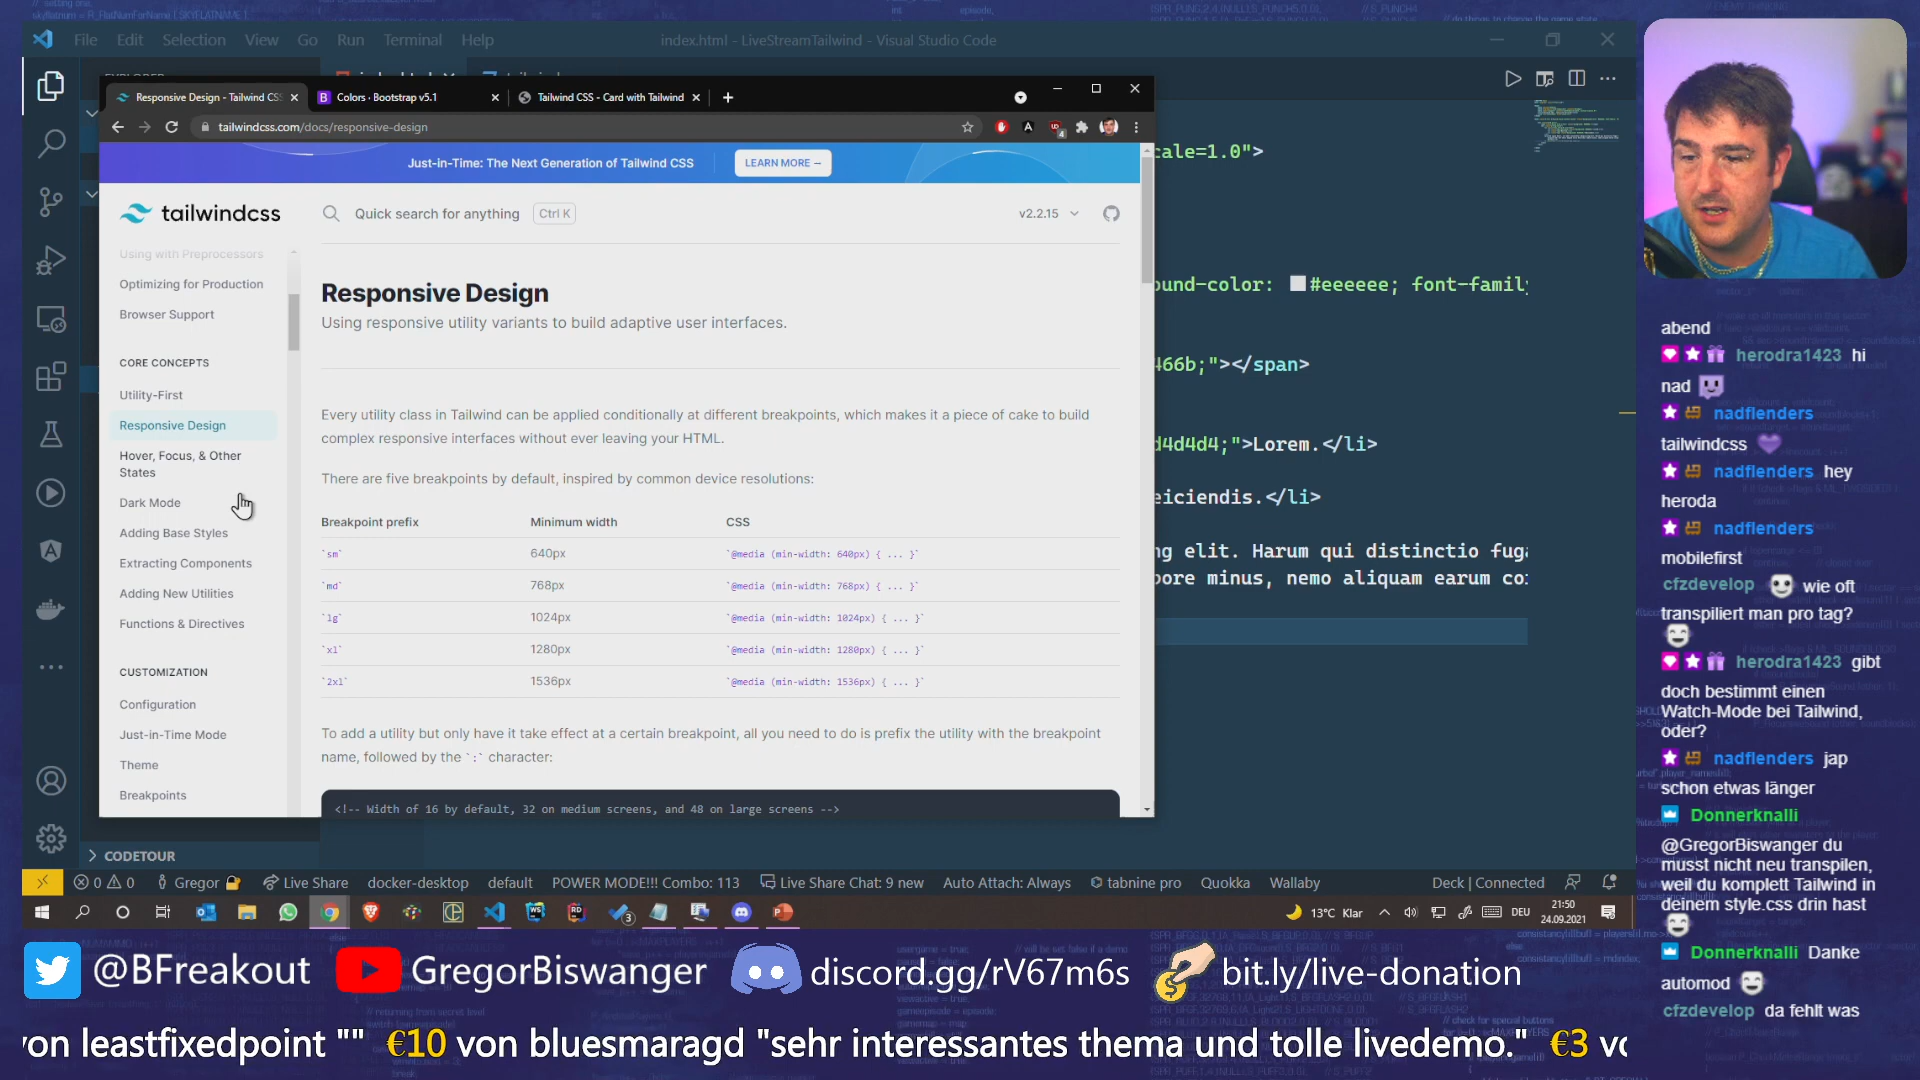 File Edit Selection View Go Run Terminal Help
index.html - LiveStreamTailwind - Visual Studio Code
Responsive Design - Tailwind CS
Colors · Bootstrap v5.1
Tailwind CSS - Card with Tailwind
tailwindcss.com/docs/responsive-design
Just-in-Time: The Next Generation of Tailwind CSS
LEARN MORE →
tailwindcss
Quick search for anything
Ctrl K
v2.2.15
Using with Preprocessors
Optimizing for Production
Browser Support
CORE CONCEPTS
Utility-First
Responsive Design
Hover, Focus, & Other
States
Dark Mode
Adding Base Styles
Extracting Components
Adding New Utilities
Functions & Directives
CUSTOMIZATION
Configuration
Just-in-Time Mode
Theme
Breakpoints
Responsive Design
Using responsive utility variants to build adaptive user interfaces.
Every utility class in Tailwind can be applied conditionally at different breakpoints, which makes it a piece of cake to build
complex responsive interfaces without ever leaving your HTML.
There are five breakpoints by default, inspired by common device resolutions:
Breakpoint prefix Minimum width CSS
`sm` 640px `@media (min-width: 640px) { ... }`
`md` 768px `@media (min-width: 768px) { ... }`
`lg` 1024px `@media (min-width: 1024px) { ... }`
`xl` 1280px `@media (min-width: 1280px) { ... }`
`2xl` 1536px `@media (min-width: 1536px) { ... }`
To add a utility but only have it take effect at a certain breakpoint, all you need to do is prefix the utility with the breakpoint
name, followed by the `:` character:
<!-- Width of 16 by default, 32 on medium screens, and 48 on large screens -->
cale=1.0">
ound-color: #eeeeee; font-family
466b;"></span>
d4d4d4;">Lorem.</li>
eiciendis.</li>
ng elit. Harum qui distinctio fuga
pore minus, nemo aliquam earum co
CODETOUR
0 0 Gregor Live Share docker-desktop default POWER MODE!!! Combo: 113 Live Share Chat: 9 new Auto Attach: Always tabnine pro Quokka Wallaby Deck | Connected
3 13°C Klar DEU 21:50
24.09.2021
abend
herodra1423 hi
nad
nadflenders
tailwindcss
nadflenders hey
heroda
nadflenders
mobilefirst
cfzdevelop wie oft
transpiliert man pro tag?
herodra1423 gibt
doch bestimmt einen
Watch-Mode bei Tailwind,
oder?
nadflenders jap
schon etwas länger
Donnerknalli
@GregorBiswanger du
musst nicht neu transpilen,
weil du komplett Tailwind in
deinem style.css drin hast
Donnerknalli Danke
automod
cfzdevelop da fehlt was
@BFreakout GregorBiswanger discord.gg/rV67m6s bit.ly/live-donation
von leastfixedpoint "" €10 von bluesmaragd "sehr interessantes thema und tolle livedemo." €3 vo